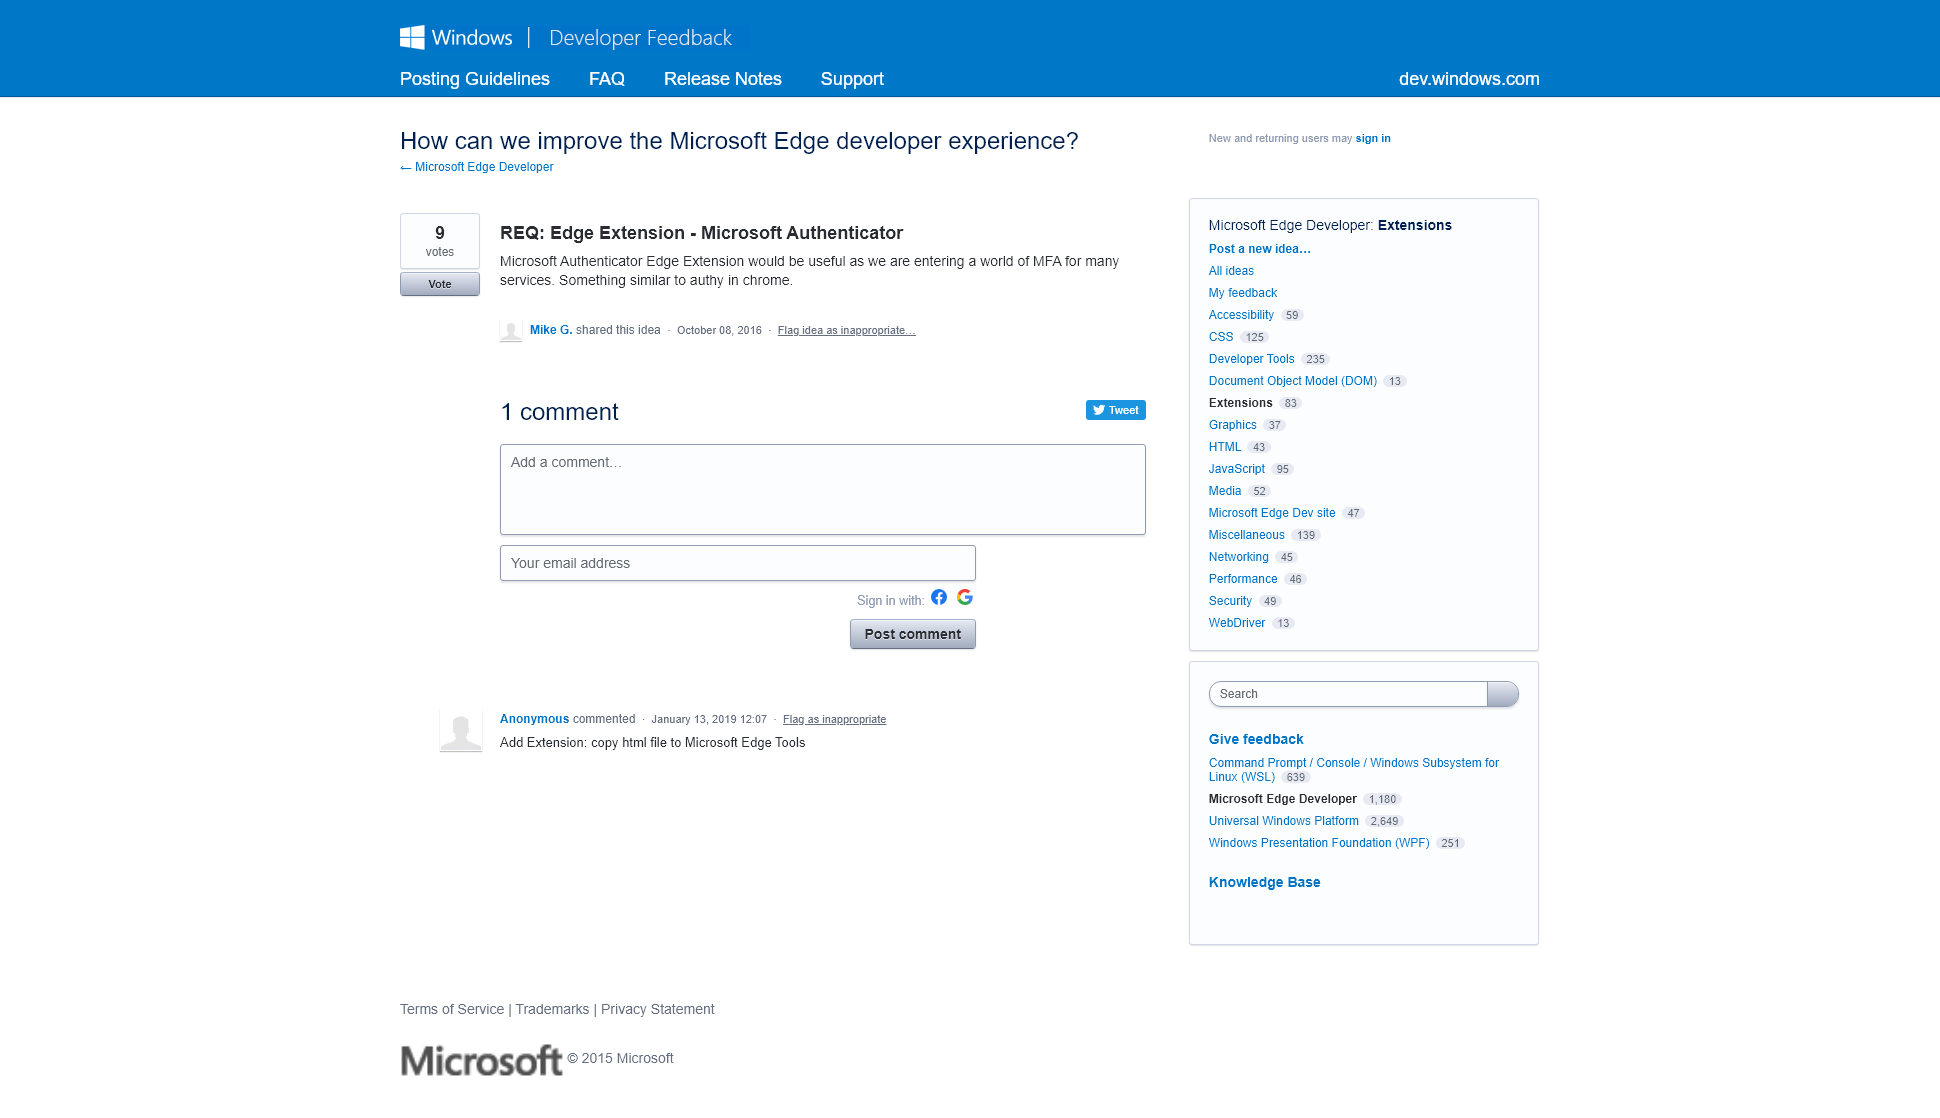 Windows | Developer Feedback
Posting Guidelines FAQ Release Notes Support dev.windows.com
How can we improve the Microsoft Edge developer experience?
← Microsoft Edge Developer
New and returning users may sign in
9
votes
Vote
REQ: Edge Extension - Microsoft Authenticator
Microsoft Authenticator Edge Extension would be useful as we are entering a world of MFA for many
services. Something similar to authy in chrome.
Mike G. shared this idea · October 08, 2016 · Flag idea as inappropriate…
1 comment
Tweet
Add a comment…
Your email address
Sign in with:
Post comment
Anonymous commented · January 13, 2019 12:07 · Flag as inappropriate
Add Extension: copy html file to Microsoft Edge Tools
Microsoft Edge Developer: Extensions
Post a new idea…
All ideas
My feedback
Accessibility 59
CSS 125
Developer Tools 235
Document Object Model (DOM) 13
Extensions 83
Graphics 37
HTML 43
JavaScript 95
Media 52
Microsoft Edge Dev site 47
Miscellaneous 139
Networking 45
Performance 46
Security 49
WebDriver 13
Search
Give feedback
Command Prompt / Console / Windows Subsystem for
Linux (WSL) 639
Microsoft Edge Developer 1,180
Universal Windows Platform 2,649
Windows Presentation Foundation (WPF) 251
Knowledge Base
Terms of Service | Trademarks | Privacy Statement
Microsoft © 2015 Microsoft